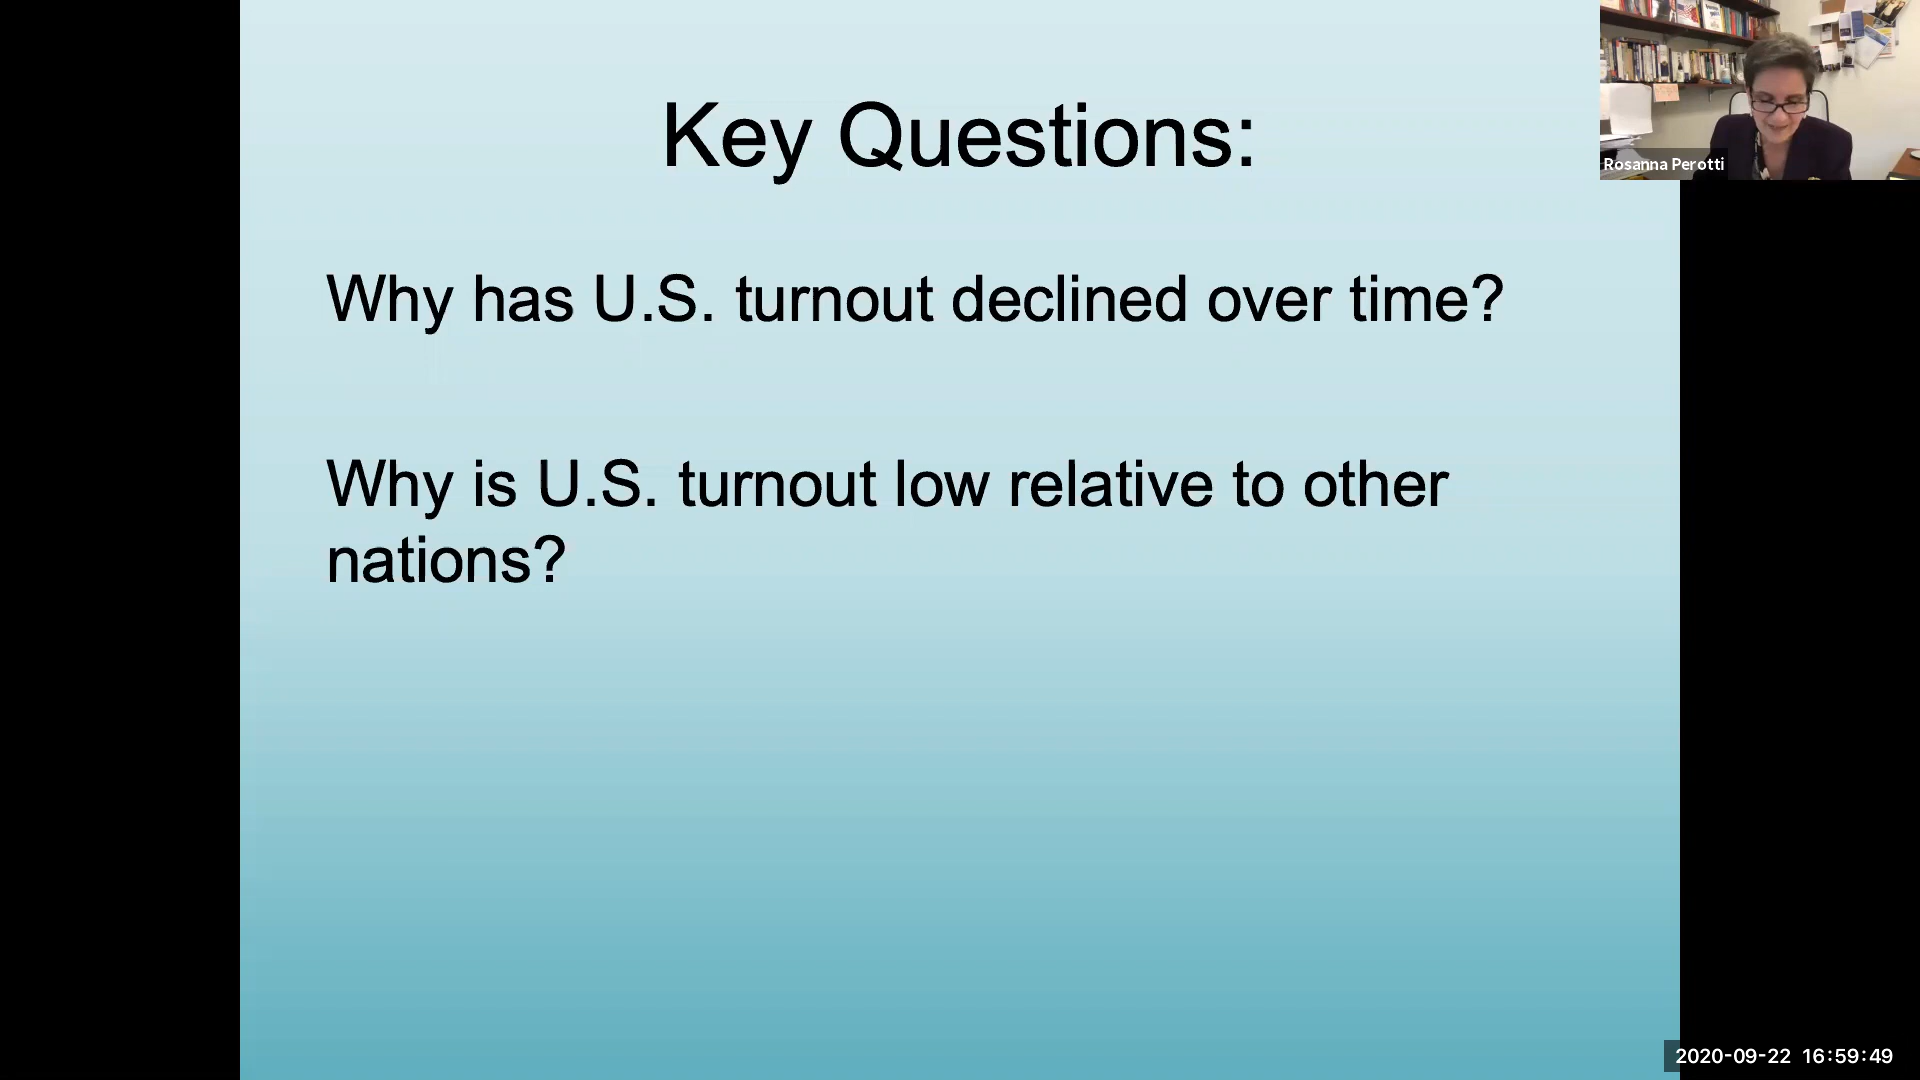 Key Questions:
Rosanna Perotti
Why has U.S. turnout declined over time?
Why is U.S. turnout low relative to other
nations?
2020-09-22 16:59:49